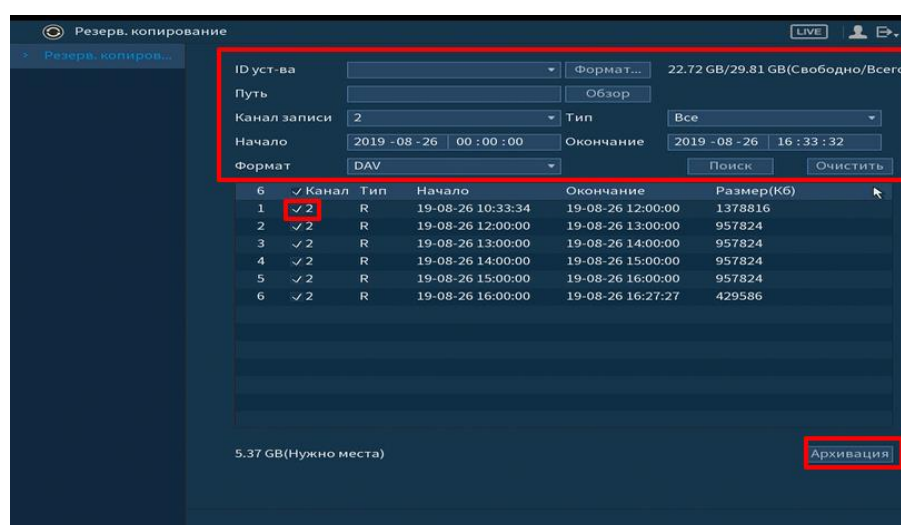 Резерв. копирование LIVE
> Резерв. копиров...
ID уст-ва Формат... 22.72 GB/29.81 GB(Свободно/Всего
Путь Обзор
Канал записи 2 Тип Все
Начало 2019 - 08 - 26 00 : 00 : 00 Окончание 2019 - 08 - 26 16 : 33 : 32
Формат DAV Поиск Очистить
6 Канал Тип Начало Окончание Размер(Кб)
1 2 R 19-08-26 10:33:34 19-08-26 12:00:00 1378816
2 2 R 19-08-26 12:00:00 19-08-26 13:00:00 957824
3 2 R 19-08-26 13:00:00 19-08-26 14:00:00 957824
4 2 R 19-08-26 14:00:00 19-08-26 15:00:00 957824
5 2 R 19-08-26 15:00:00 19-08-26 16:00:00 957824
6 2 R 19-08-26 16:00:00 19-08-26 16:27:27 429586
5.37 GB(Нужно места) Архивация